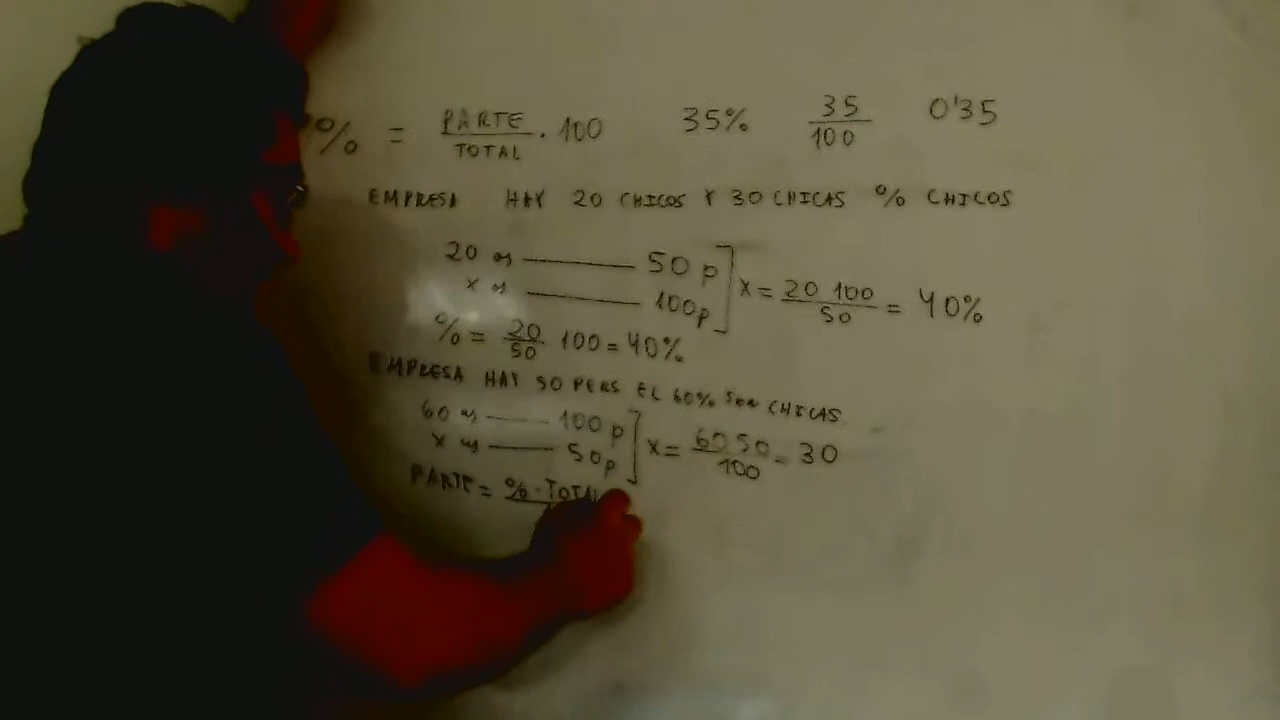 % = PARTE/TOTAL · 100 35% 35/100 0'35
EMPRESA HAY 20 CHICOS Y 30 CHICAS % CHICOS
20 os ——— 50 p
x os ——— 100 p ] x = 20 100/50 = 40%
% = 20/50 100 = 40%
EMPRESA HAY 50 PERS EL 60% SON CHICAS
60 as ——— 100 p
x as ——— 50 p ] x = 60 50/100 = 30
PARTE = % · TOTAL